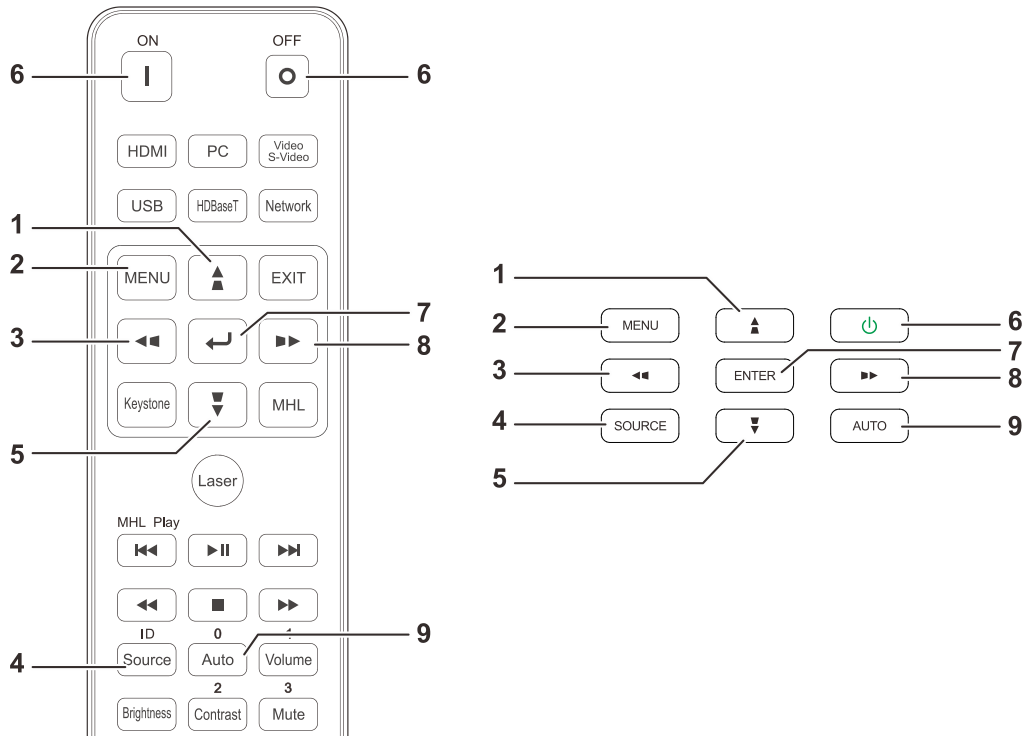 ON OFF
6 6
HDMI PC Video S-Video
USB HDBaseT Network
1
2 MENU EXIT
7
3 8
Keystone MHL
5
Laser
MHL Play
ID 0 9
4 Source Auto Volume
2 3
Brightness Contrast Mute
1
2 MENU 6
7
3 ENTER 8
4 SOURCE AUTO 9
5